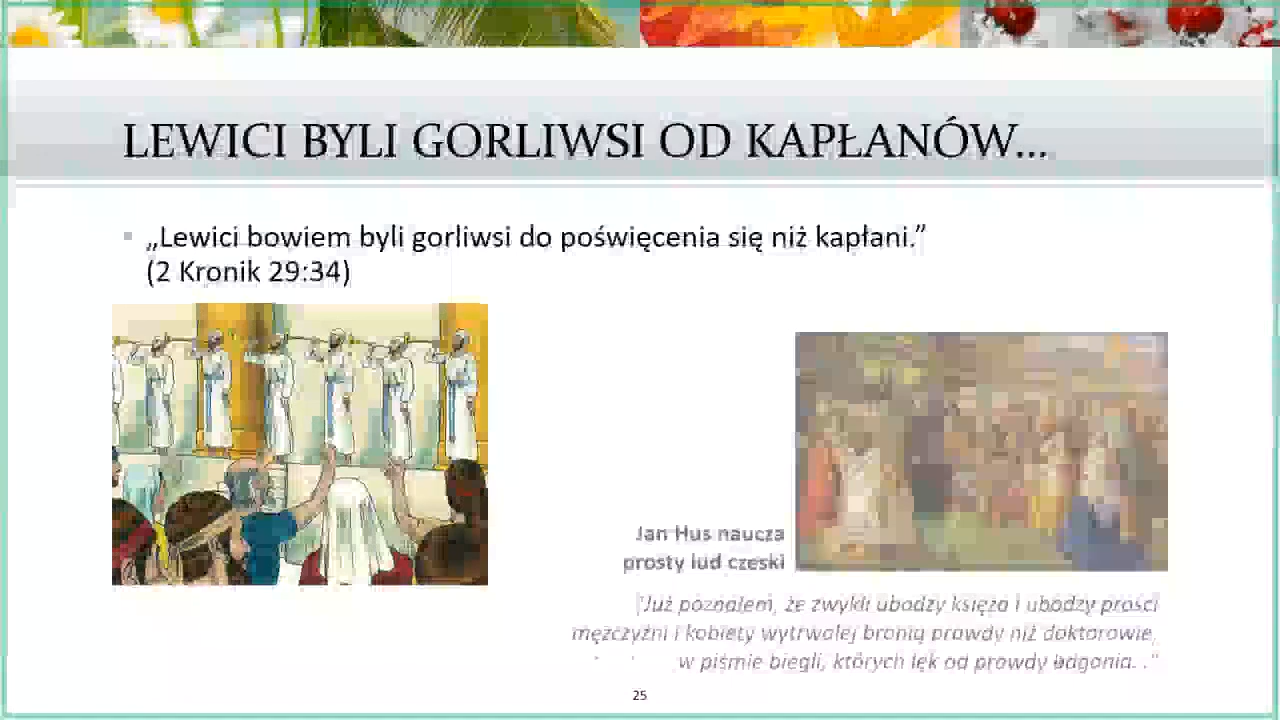 LEWICI BYLI GORLIWSI OD KAPŁANÓW...
„Lewici bowiem byli gorliwsi do poświęcenia się niż kapłani.”
(2 Kronik 29:34)
Jan Hus naucza
prosty lud czeski
"Już poznałem, że zwykli ubodzy księża i ubodzy prości
mężczyźni i kobiety wytrwalej bronią prawdy niż doktorowie,
w piśmie biegli, których lęk od prawdy odgania. ."
25